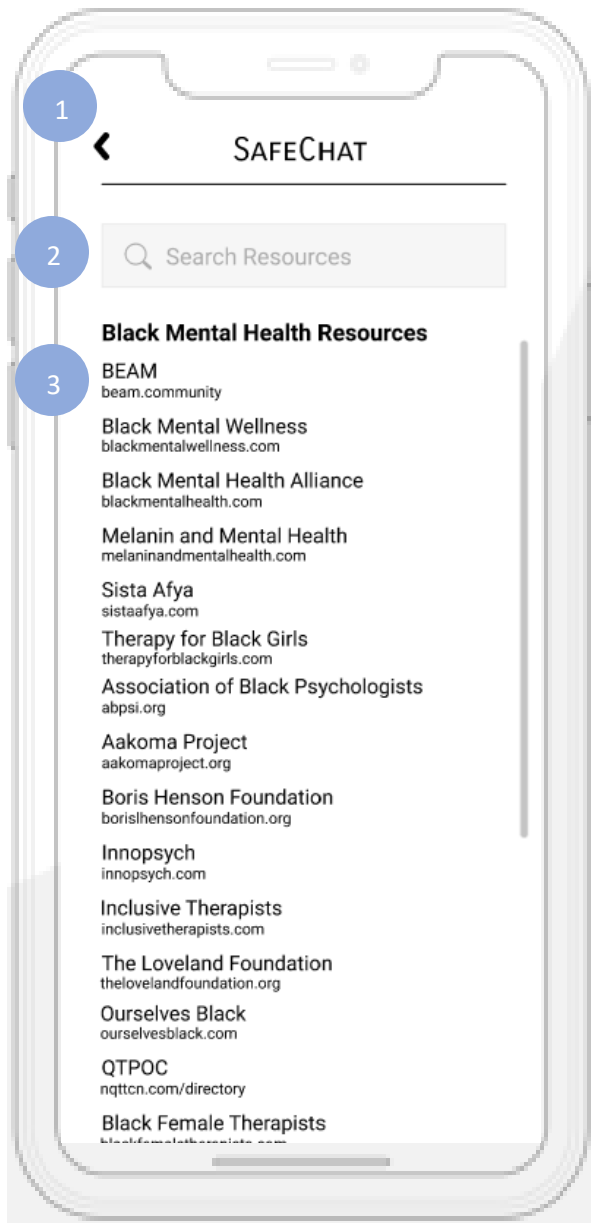 1
SAFECHAT
2
Search Resources
Black Mental Health Resources
3
BEAM
beam.community
Black Mental Wellness
blackmentalwellness.com
Black Mental Health Alliance
blackmentalhealth.com
Melanin and Mental Health
melaninandmentalhealth.com
Sista Afya
sistaafya.com
Therapy for Black Girls
therapyforblackgirls.com
Association of Black Psychologists
abpsi.org
Aakoma Project
aakomaproject.org
Boris Henson Foundation
borislhensonfoundation.org
Innopsych
innopsych.com
Inclusive Therapists
inclusivetherapists.com
The Loveland Foundation
thelovelandfoundation.org
Ourselves Black
ourselvesblack.com
QTPOC
nqttcn.com/directory
Black Female Therapists